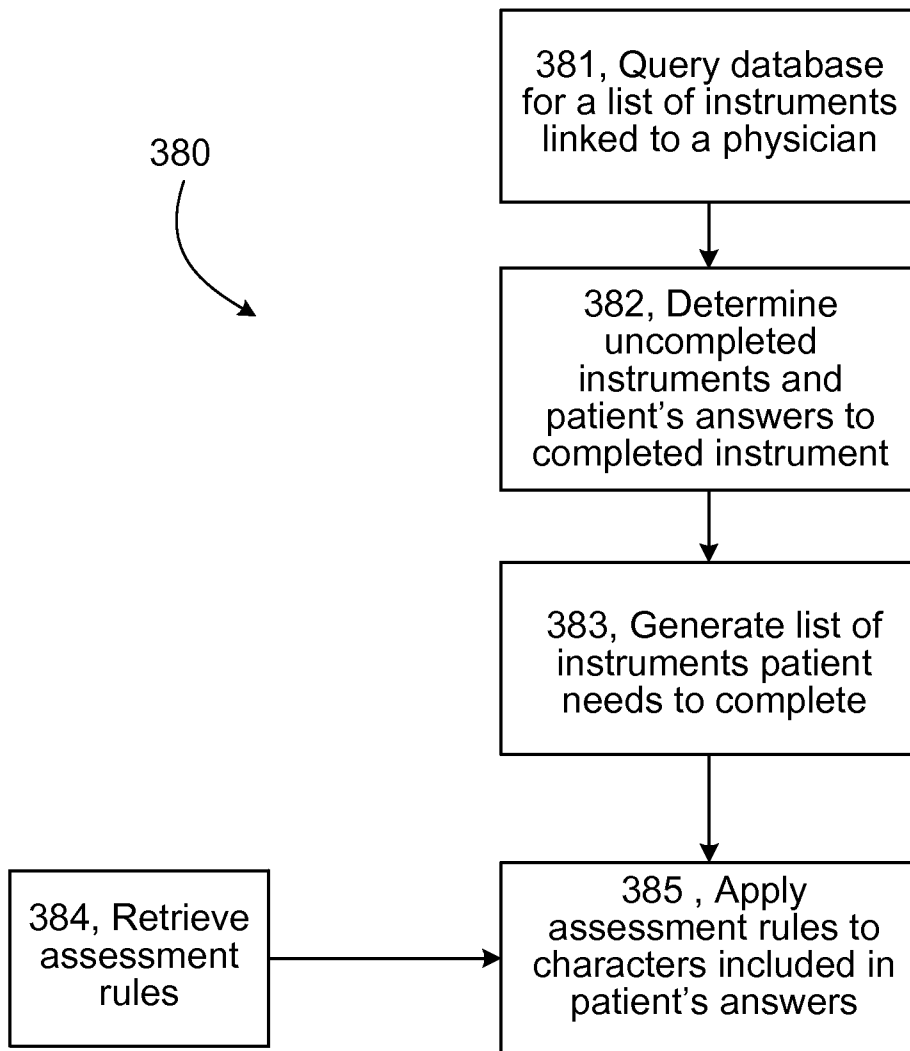 381, Query database
for a list of instruments
linked to a physician
380
382, Determine
uncompleted
instruments and
patient’s answers to
completed instrument
383, Generate list of
instruments patient
needs to complete
384, Retrieve
assessment
rules
385 , Apply
assessment rules to
characters included in
patient’s answers